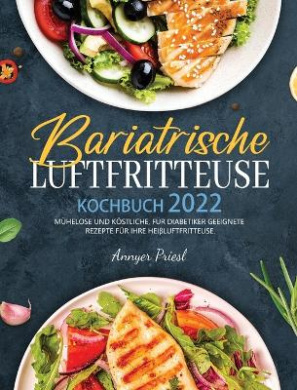 Bariatrische
LUFTFRITTEUSE
KOCHBUCH 2022
MÜHELOSE UND KÖSTLICHE, FÜR DIABETIKER GEEIGNETE
REZEPTE FÜR IHRE HEIẞLUFTFRITTEUSE
Annyer Priesl